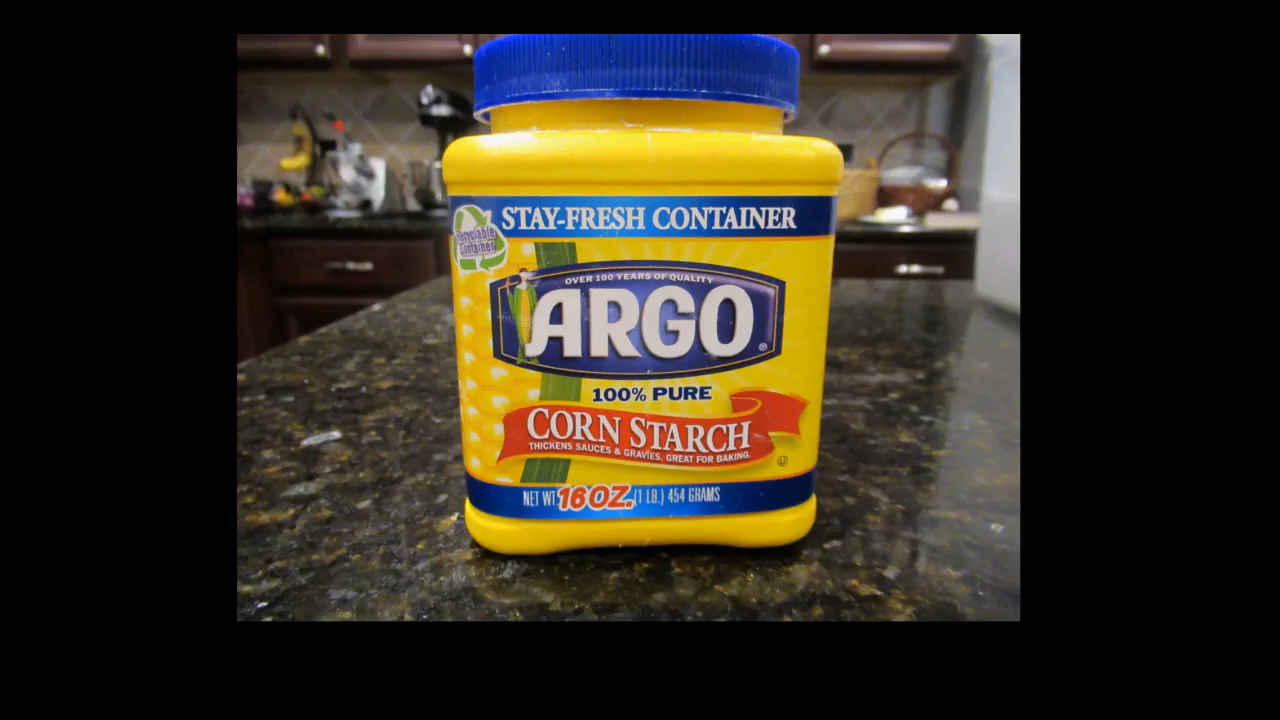 STAY-FRESH CONTAINER
Recyclable
Container
OVER 100 YEARS OF QUALITY
ARGO
®
100% PURE
CORN STARCH
THICKENS SAUCES & GRAVIES. GREAT FOR BAKING.
U
NET WT 16 OZ. (1 LB.) 454 GRAMS